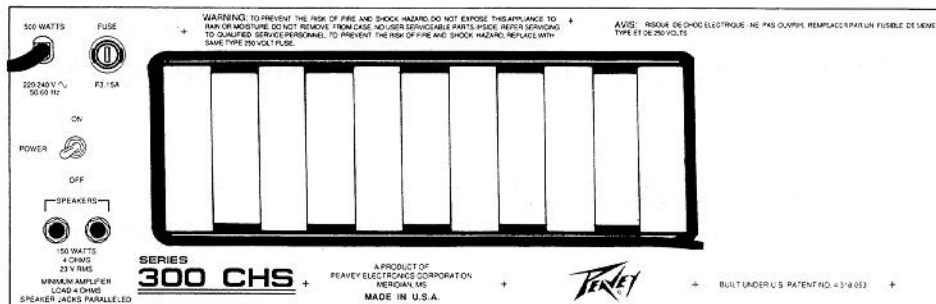 500 WATTS
FUSE
220-240 V
50/60 Hz
F3.15A
ON
POWER
OFF
SPEAKERS
150 WATTS
4 OHMS
23 V RMS
MINIMUM AMPLIFIER
LOAD 4 OHMS
SPEAKER JACKS PARALLELED
WARNING: TO PREVENT THE RISK OF FIRE AND SHOCK HAZARD, DO NOT EXPOSE THIS APPLIANCE TO
RAIN OR MOISTURE. DO NOT REMOVE FROM CASE. NO USER SERVICEABLE PARTS INSIDE. REFER SERVICING
TO QUALIFIED SERVICE PERSONNEL. TO PREVENT THE RISK OF FIRE AND SHOCK HAZARD, REPLACE WITH
SAME TYPE 250 VOLT FUSE.
AVIS: RISQUE DE CHOC ELECTRIQUE - NE PAS OUVRIR. REMPLACER PAR UN FUSIBLE DE MEME
TYPE ET DE 250 VOLTS
SERIES
300 CHS
A PRODUCT OF
PEAVEY ELECTRONICS CORPORATION
MERIDIAN, MS
MADE IN U.S.A.
PEAVEY
BUILT UNDER U.S. PATENT NO. 4,318,053